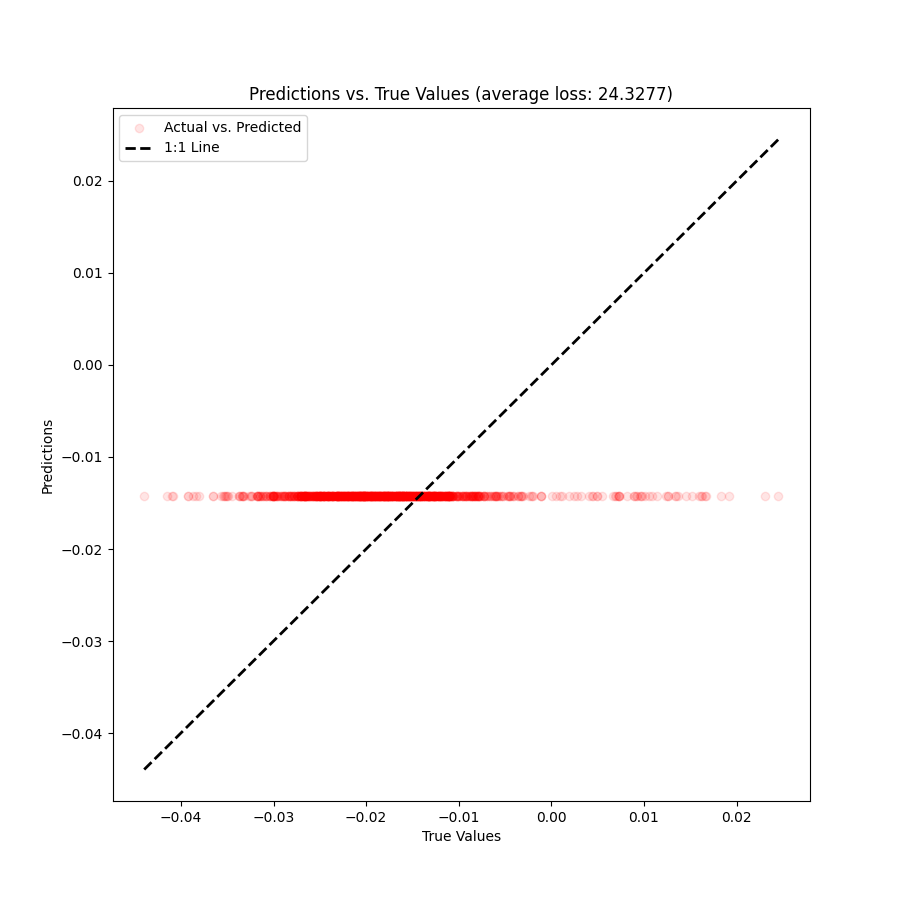 Predictions vs. True Values (average loss: 24.3277)
Actual vs. Predicted
1:1 Line
0.02
0.01
0.00
−0.01
−0.02
−0.03
−0.04
Predictions
−0.04 −0.03 −0.02 −0.01 0.00 0.01 0.02
True Values